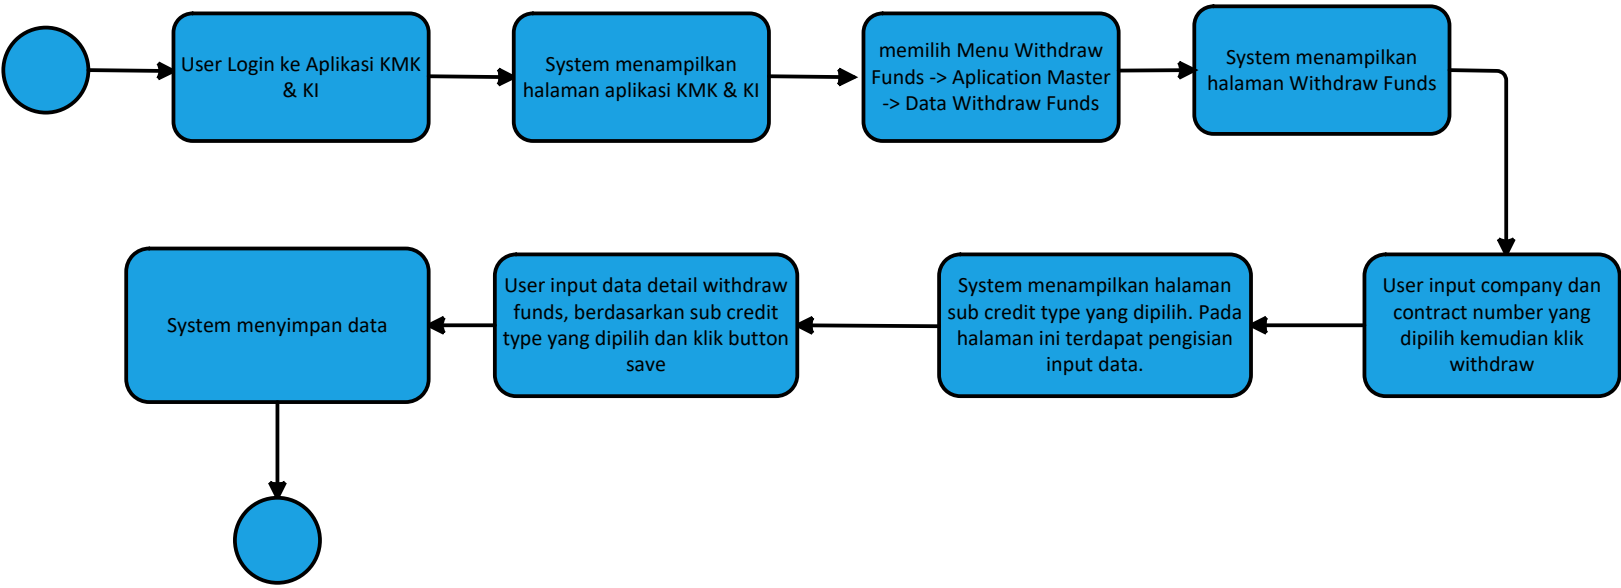 User Login ke Aplikasi KMK
& KI
System menampilkan
halaman aplikasi KMK & KI
memilih Menu Withdraw
Funds -> Aplication Master
-> Data Withdraw Funds
System menampilkan
halaman Withdraw Funds
User input company dan
contract number yang
dipilih kemudian klik
withdraw
System menampilkan halaman
sub credit type yang dipilih. Pada
halaman ini terdapat pengisian
input data.
User input data detail withdraw
funds, berdasarkan sub credit
type yang dipilih dan klik button
save
System menyimpan data